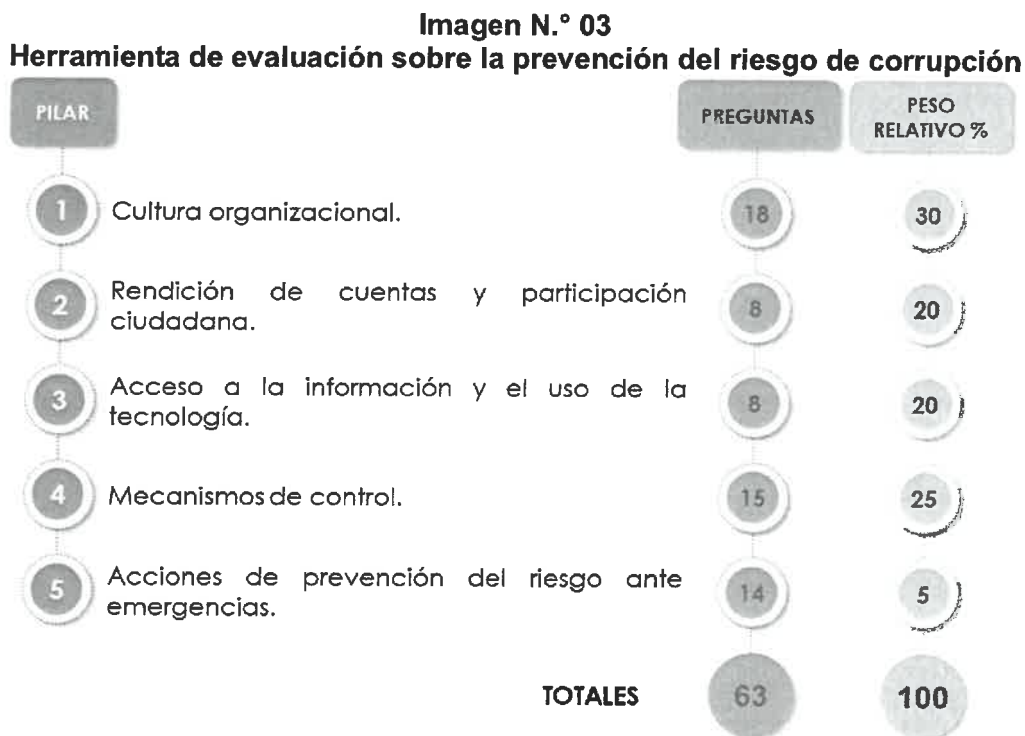 Imagen N.° 03
Herramienta de evaluación sobre la prevención del riesgo de corrupción
PILAR
PREGUNTAS
PESO
RELATIVO %
1 Cultura organizacional. 18 30
2 Rendición de cuentas y participación
ciudadana. 8 20
3 Acceso a la información y el uso de la
tecnología. 8 20
4 Mecanismos de control. 15 25
5 Acciones de prevención del riesgo ante
emergencias. 14 5
TOTALES 63 100